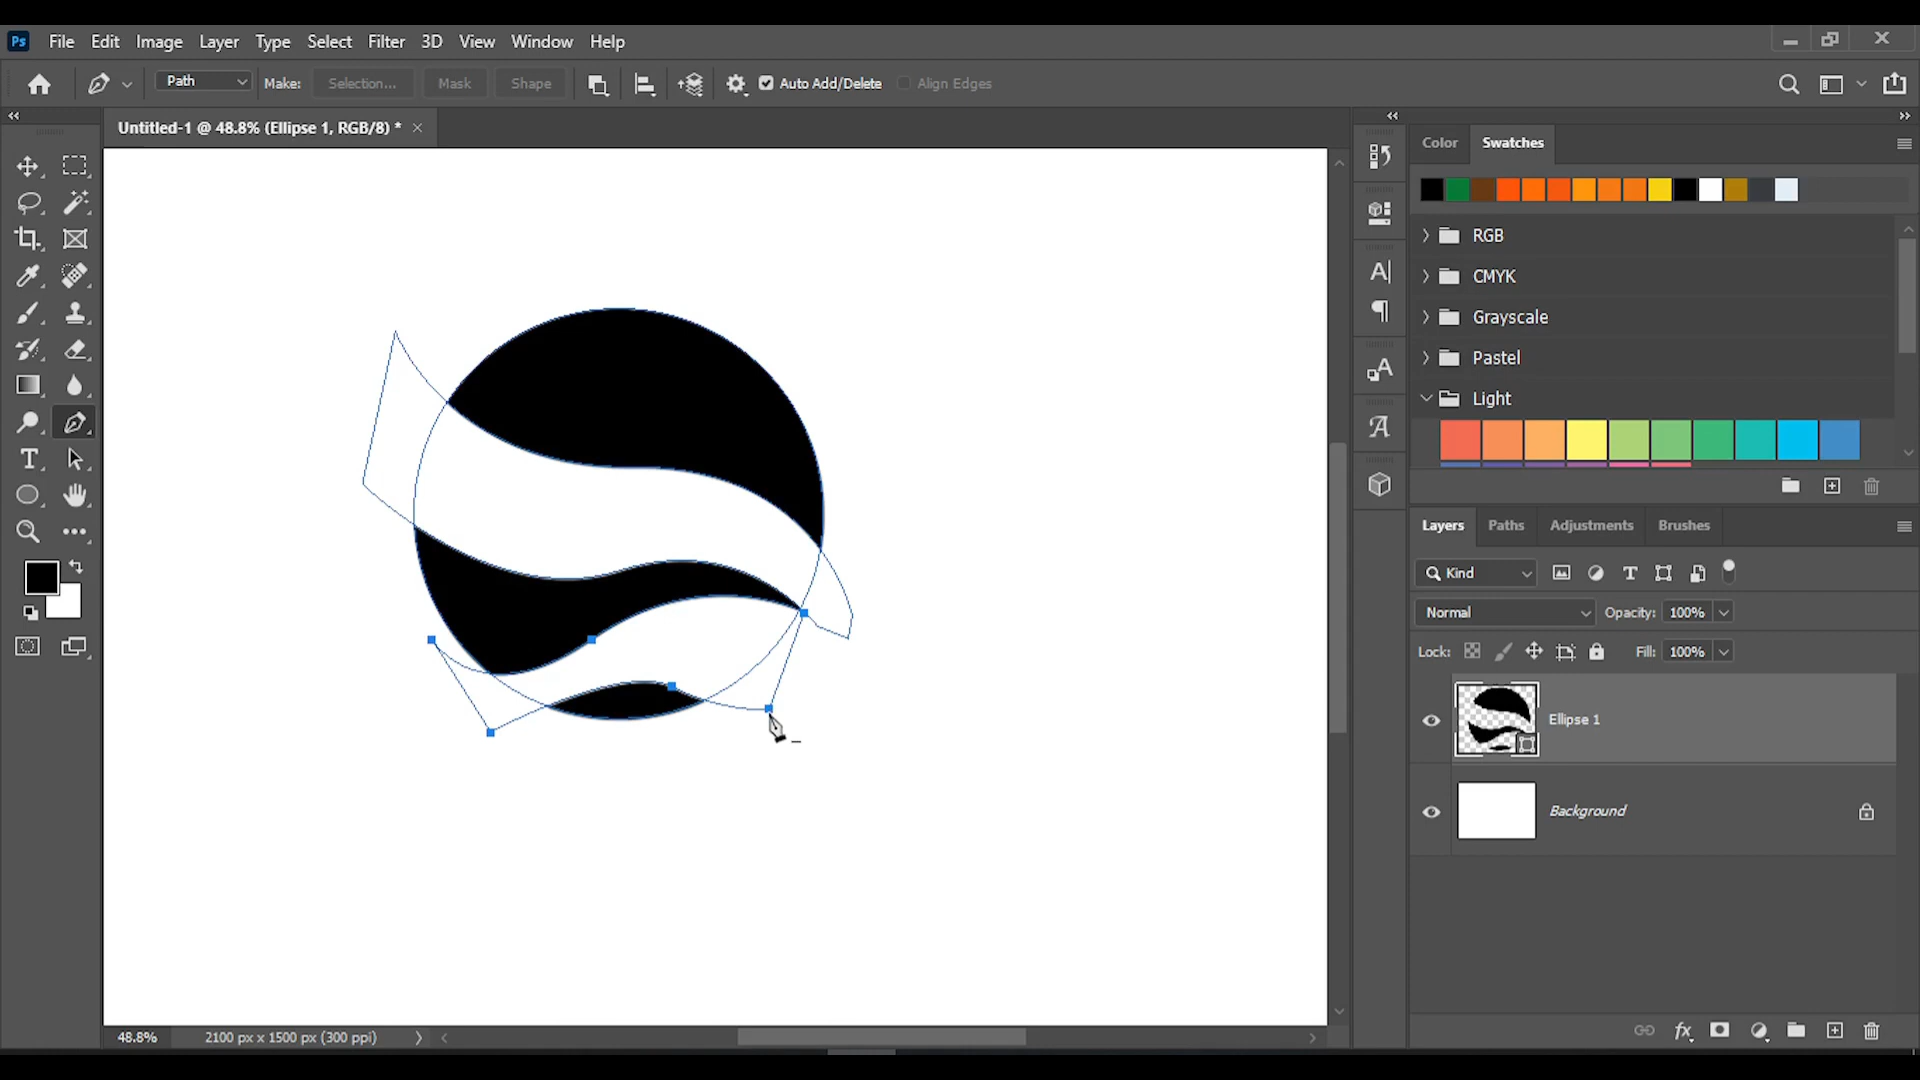 Ps File Edit Image Layer Type Select Filter 3D View Window Help
Path Make: Selection... Mask Shape Auto Add/Delete Align Edges
Untitled-1 @ 48.8% (Ellipse 1, RGB/8) *
Color Swatches
RGB
CMYK
Grayscale
Pastel
Light
Layers Paths Adjustments Brushes
Kind
Normal Opacity: 100%
Lock: Fill: 100%
Ellipse 1
Background
48.8% 2100 px x 1500 px (300 ppi)